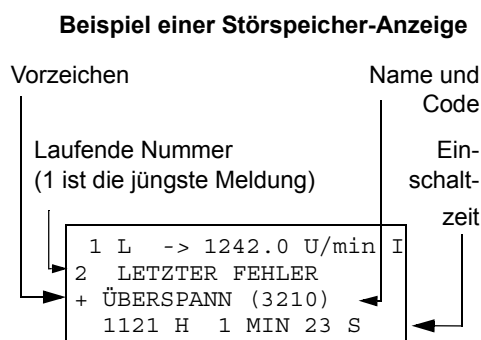 Beispiel einer Störspeicher-Anzeige
Vorzeichen
Name und
Code
Laufende Nummer
(1 ist die jüngste Meldung)
Ein-
schalt-
zeit
1 L -> 1242.0 U/min I
2 LETZTER FEHLER
+ ÜBERSPANN (3210)
1121 H 1 MIN 23 S